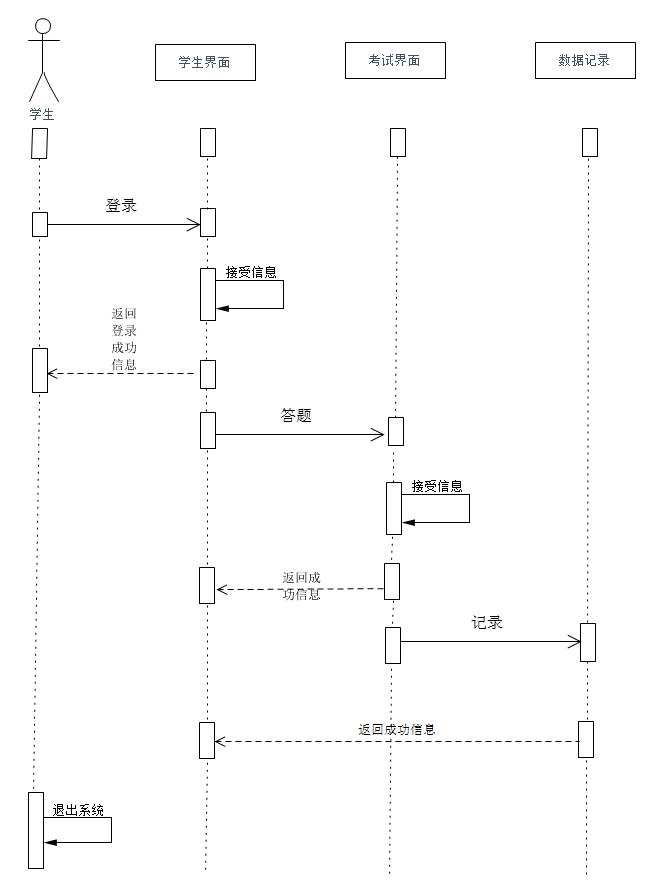 学生
学生界面
考试界面
数据记录
登录
接受信息
返回
登录
成功
信息
答题
接受信息
返回成
功信息
记录
返回成功信息
退出系统